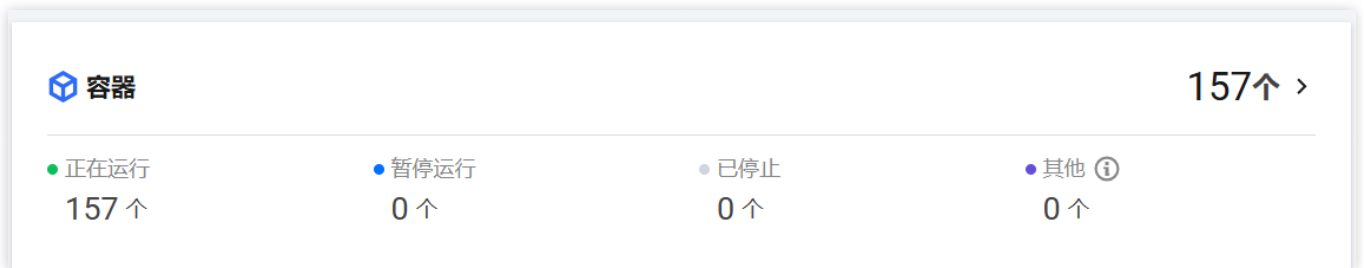 容器 157个
正在运行 暂停运行 已停止 其他
157 个 0 个 0 个 0 个